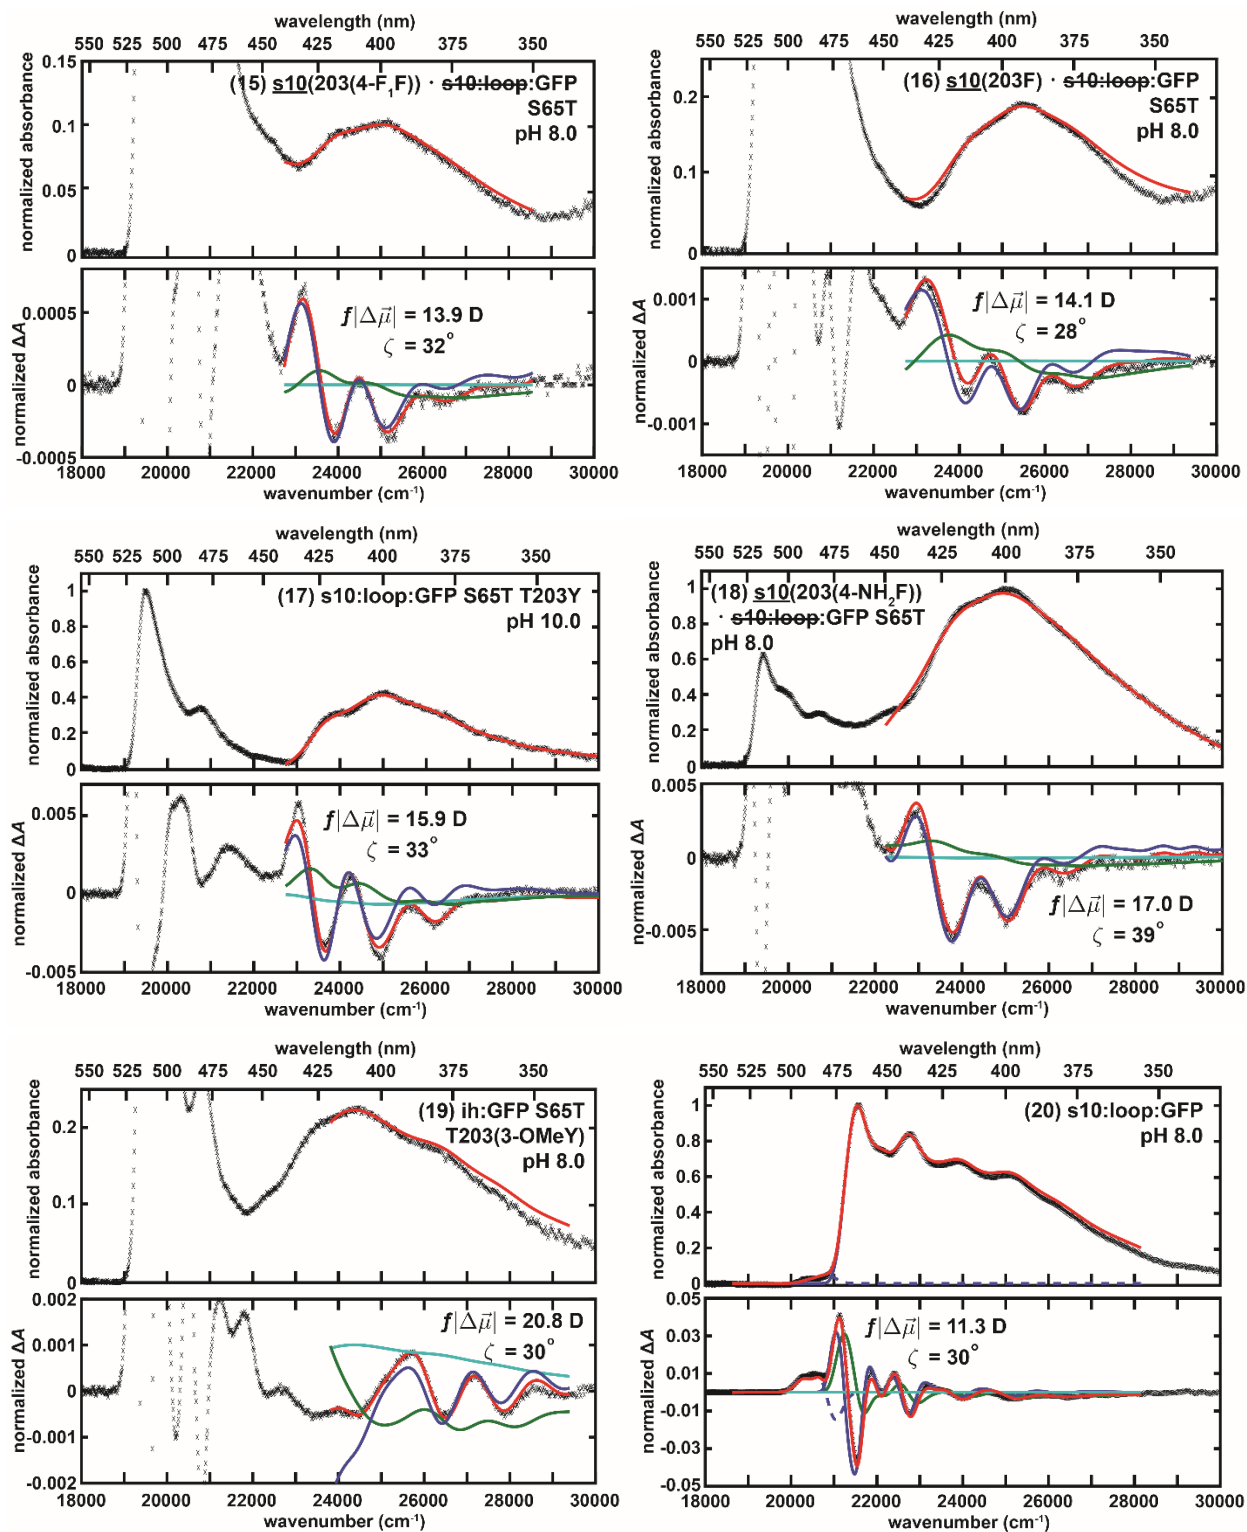 wavelength (nm)
550 525 500 475 450 425 400 375 350
0.15
(15) s10(203(4-F₁F)) · s10:loop:GFP
S65T
pH 8.0
0.1
0.05
0
normalized absorbance
0.0005
f|Δμ⃗| = 13.9 D
ζ = 32°
0
-0.0005
normalized ΔA
18000 20000 22000 24000 26000 28000 30000
wavenumber (cm⁻¹)
wavelength (nm)
550 525 500 475 450 425 400 375 350
(16) s10(203F) · s10:loop:GFP
S65T
pH 8.0
0.2
0.1
0
normalized absorbance
0.001
f|Δμ⃗| = 14.1 D
ζ = 28°
0
-0.001
normalized ΔA
18000 20000 22000 24000 26000 28000 30000
wavenumber (cm⁻¹)
wavelength (nm)
550 525 500 475 450 425 400 375 350
(17) s10:loop:GFP S65T T203Y
pH 10.0
1
0.8
0.6
0.4
0.2
0
normalized absorbance
0.005
f|Δμ⃗| = 15.9 D
ζ = 33°
0
-0.005
normalized ΔA
18000 20000 22000 24000 26000 28000 30000
wavenumber (cm⁻¹)
wavelength (nm)
550 525 500 475 450 425 400 375 350
(18) s10(203(4-NH₂F))
· s10:loop:GFP S65T
pH 8.0
1
0.8
0.6
0.4
0.2
0
normalized absorbance
0.005
0
f|Δμ⃗| = 17.0 D
ζ = 39°
-0.005
normalized ΔA
18000 20000 22000 24000 26000 28000 30000
wavenumber (cm⁻¹)
wavelength (nm)
550 525 500 475 450 425 400 375 350
(19) ih:GFP S65T
T203(3-OMeY)
pH 8.0
0.2
0.1
0
normalized absorbance
0.002
f|Δμ⃗| = 20.8 D
ζ = 30°
0.001
0
-0.001
-0.002
normalized ΔA
18000 20000 22000 24000 26000 28000 30000
wavenumber (cm⁻¹)
wavelength (nm)
550 525 500 475 450 425 400 375 350
(20) s10:loop:GFP
pH 8.0
1
0.8
0.6
0.4
0.2
0
normalized absorbance
0.05
f|Δμ⃗| = 11.3 D
ζ = 30°
0.03
0.01
-0.01
-0.03
-0.05
normalized ΔA
18000 20000 22000 24000 26000 28000 30000
wavenumber (cm⁻¹)